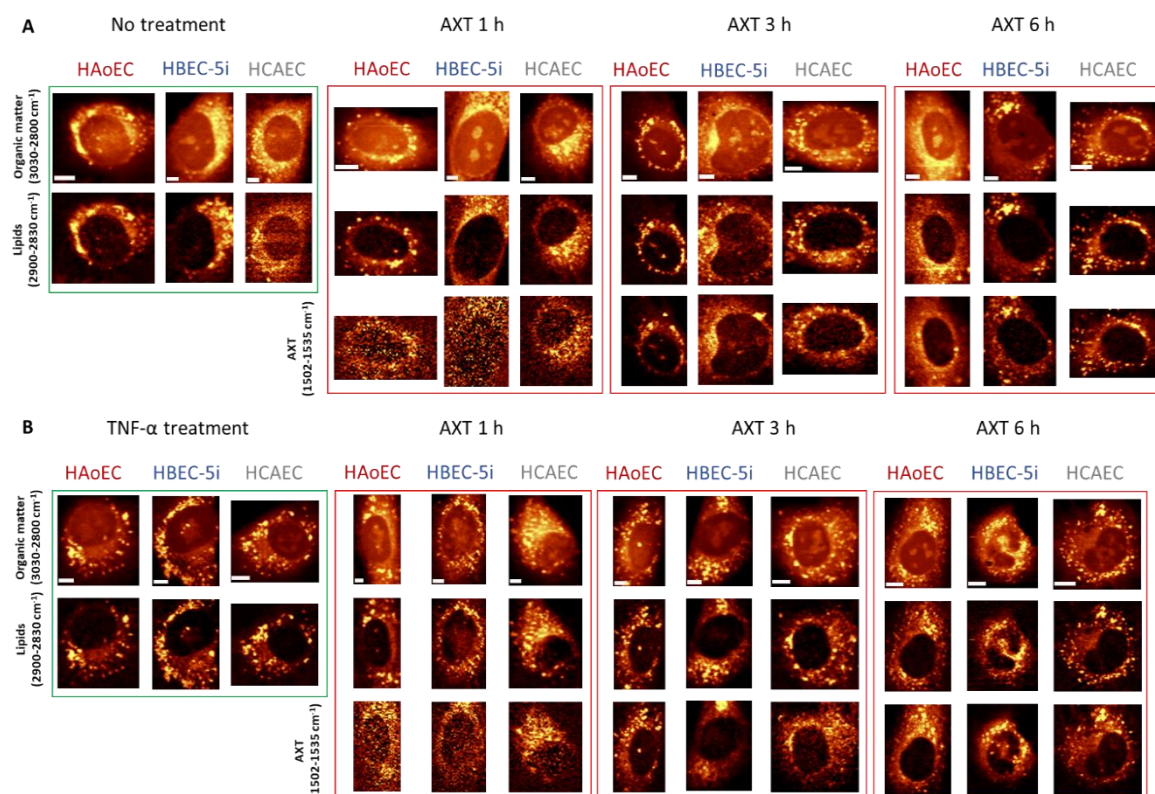 A
No treatment
AXT 1 h
AXT 3 h
AXT 6 h
HAoEC
HBEC-5i
HCAEC
HAoEC
HBEC-5i
HCAEC
HAoEC
HBEC-5i
HCAEC
HAoEC
HBEC-5i
HCAEC
Organic matter
(3030-2800 cm⁻¹)
Lipids
(2900-2830 cm⁻¹)
AXT
(1502-1535 cm⁻¹)
B
TNF-α treatment
AXT 1 h
AXT 3 h
AXT 6 h
HAoEC
HBEC-5i
HCAEC
HAoEC
HBEC-5i
HCAEC
HAoEC
HBEC-5i
HCAEC
HAoEC
HBEC-5i
HCAEC
Organic matter
(3030-2800 cm⁻¹)
Lipids
(2900-2830 cm⁻¹)
AXT
1502-1535 cm⁻¹)